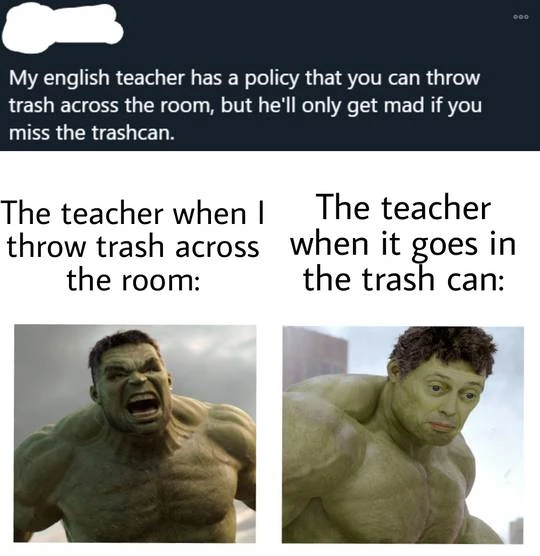 My english teacher has a policy that you can throw
trash across the room, but he'll only get mad if you
miss the trashcan.
The teacher when I
throw trash across
the room:
The teacher
when it goes in
the trash can: